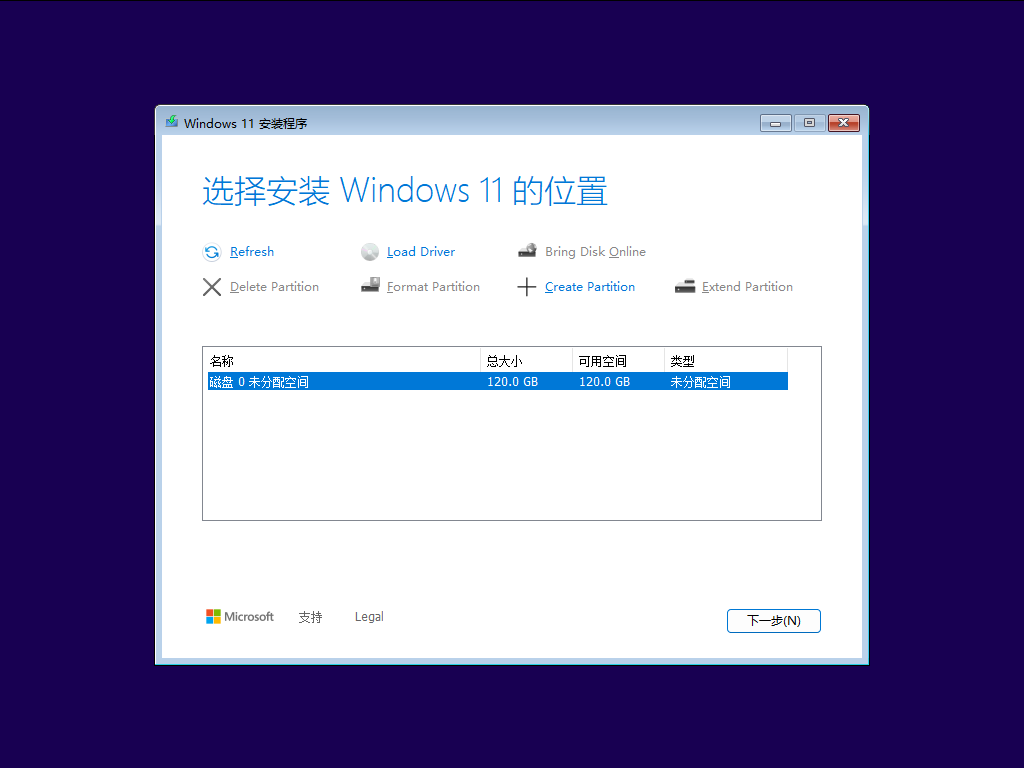 Windows 11 安装程序
选择安装 Windows 11 的位置
Refresh Load Driver Bring Disk Online
Delete Partition Format Partition Create Partition Extend Partition
名称 总大小 可用空间 类型
磁盘 0 未分配空间 120.0 GB 120.0 GB 未分配空间
Microsoft 支持 Legal 下一步(N)